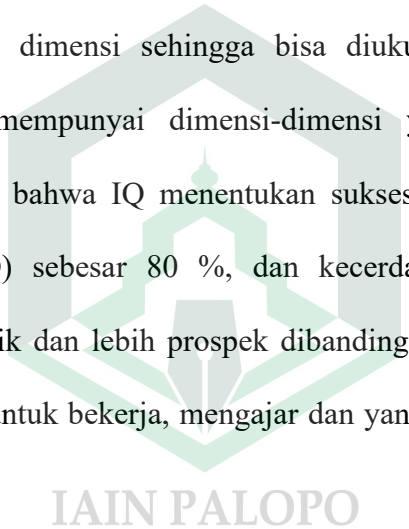 dimensi sehingga bisa diuku
mempunyai dimensi-dimensi
bahwa IQ menentukan sukses
) sebesar 80 %, dan kecerda
ik dan lebih prospek dibanding
untuk bekerja, mengajar dan yan
IAIN PALOPO